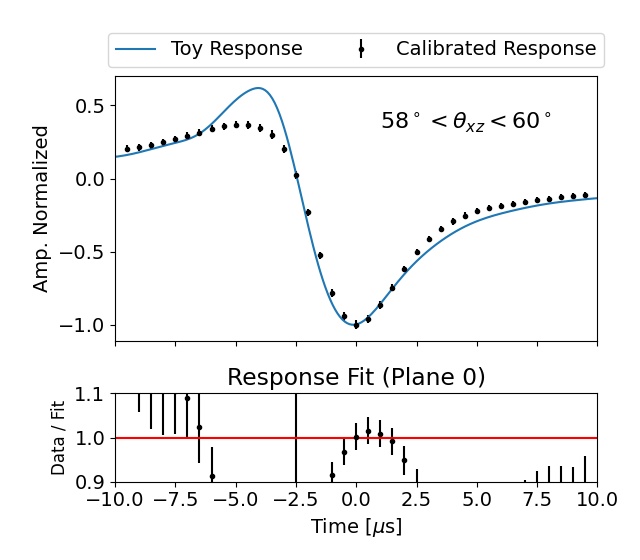 Toy Response Calibrated Response
0.5
0.0
−0.5
−1.0
Amp. Normalized
58° < θxz < 60°
Response Fit (Plane 0)
1.1
1.0
0.9
Data / Fit
−10.0 −7.5 −5.0 −2.5 0.0 2.5 5.0 7.5 10.0
Time [μs]